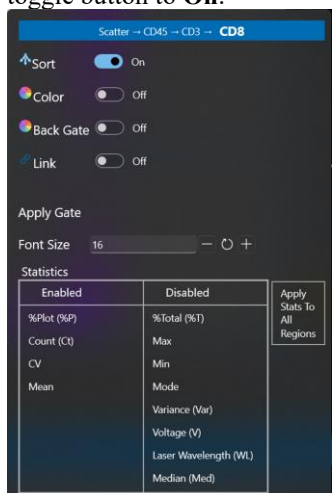 toggle button to On.
Scatter → CD45 → CD3 → CD8
Sort On
Color Off
Back Gate Off
Link Off
Apply Gate
Font Size 16
Statistics
Enabled Disabled
%Plot (%P) %Total (%T)
Count (Ct) Max
CV Min
Mean Mode
Variance (Var)
Voltage (V)
Laser Wavelength (WL)
Median (Med)
Apply
Stats To
All
Regions